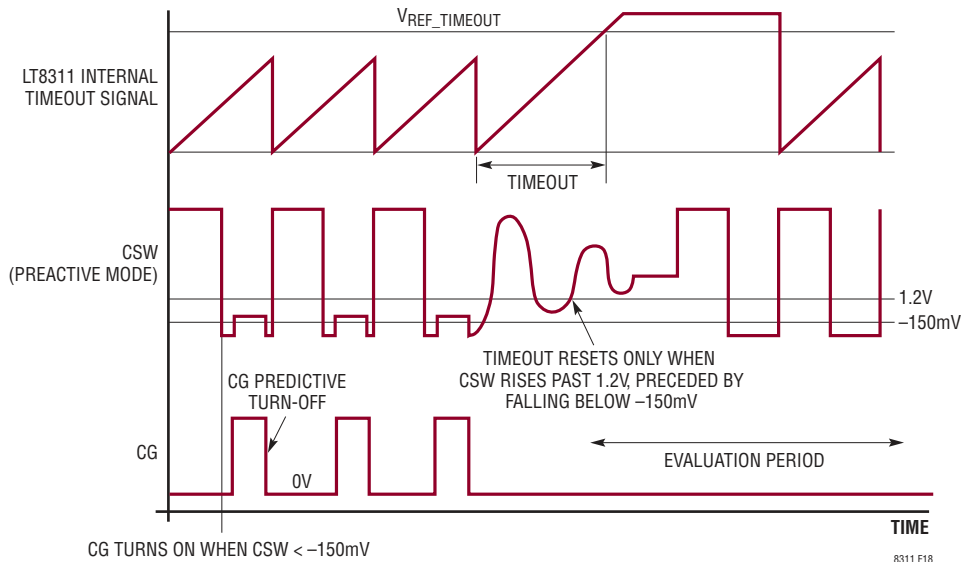 VREF_TIMEOUT
LT8311 INTERNAL
TIMEOUT SIGNAL
TIMEOUT
CSW
(PREACTIVE MODE)
1.2V
–150mV
TIMEOUT RESETS ONLY WHEN
CSW RISES PAST 1.2V, PRECEDED BY
FALLING BELOW –150mV
CG PREDICTIVE
TURN-OFF
CG
0V
EVALUATION PERIOD
TIME
CG TURNS ON WHEN CSW < –150mV
8311 F18